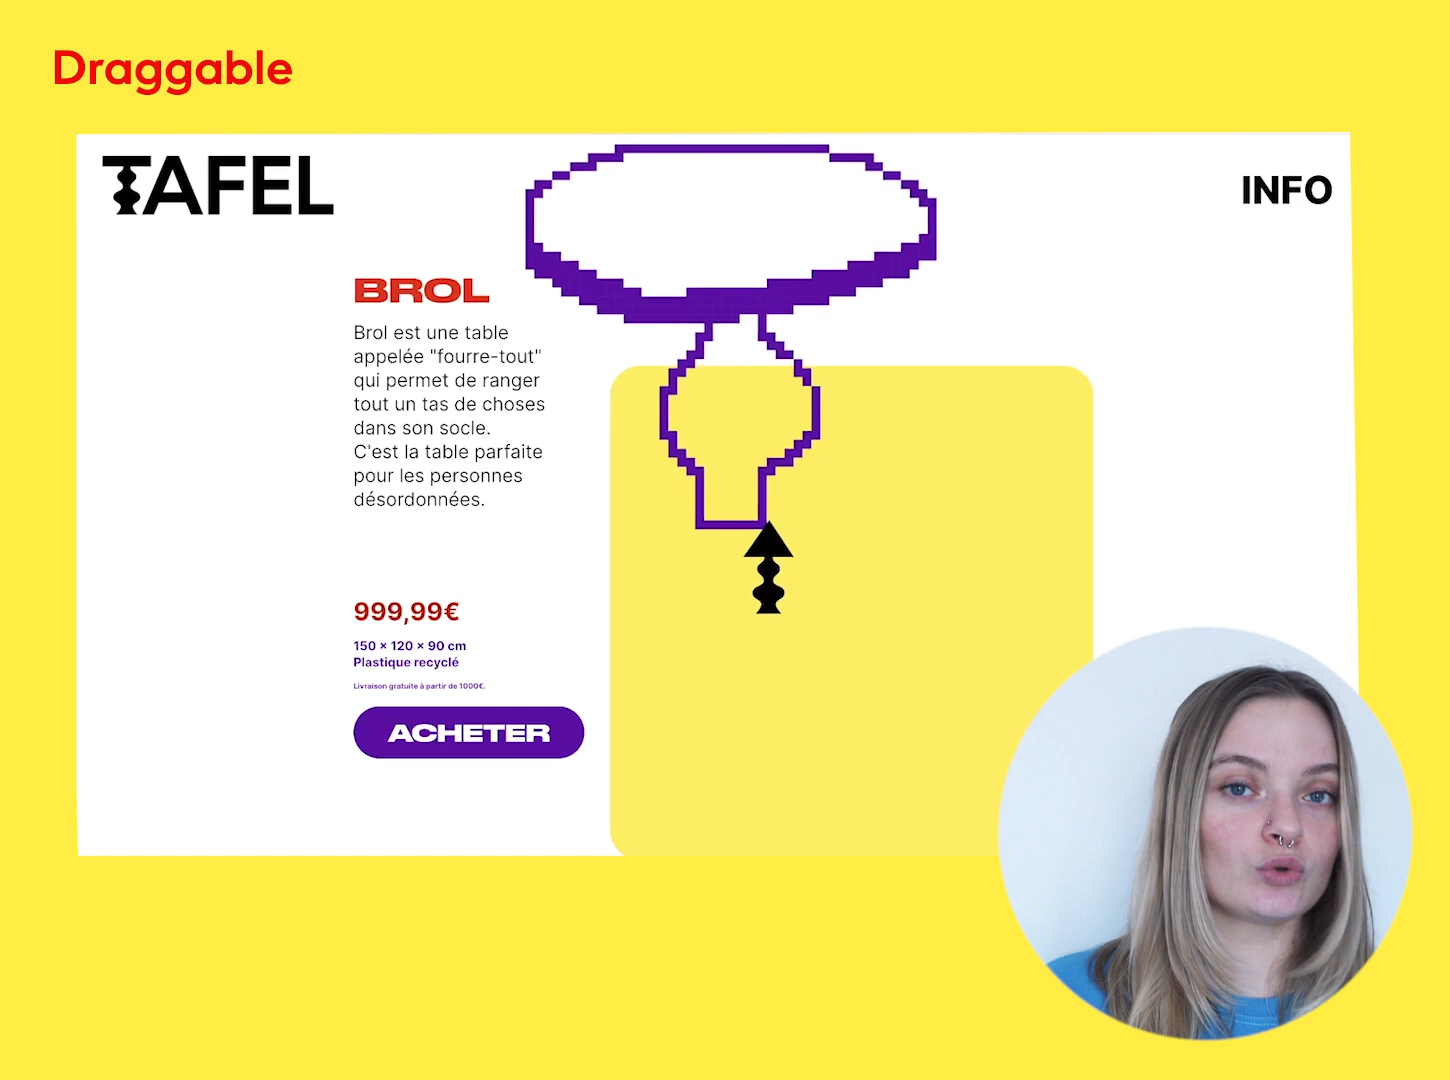 Draggable
TAFEL
INFO
BROL
Brol est une table
appelée "fourre-tout"
qui permet de ranger
tout un tas de choses
dans son socle.
C'est la table parfaite
pour les personnes
désordonnées.
999,99€
150 × 120 × 90 cm
Plastique recyclé
Livraison gratuite à partir de 1000€.
ACHETER